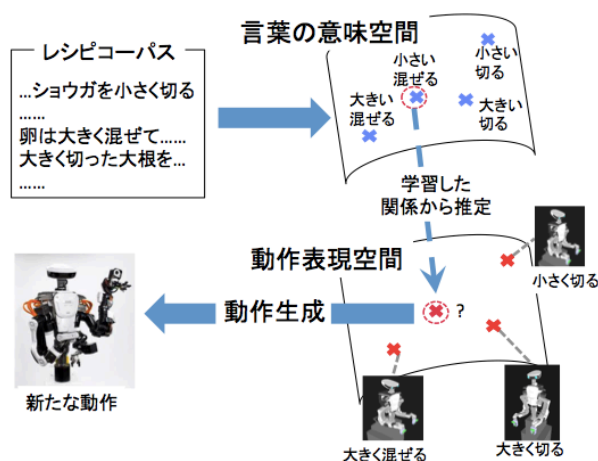 レシピコーパス
...ショウガを小さく切る
......
卵は大きく混ぜて......
大きく切った大根を...
......
言葉の意味空間
小さい
混ぜる
小さい
切る
大きい
混ぜる
大きい
切る
学習した
関係から推定
動作表現空間
小さく切る
?
動作生成
新たな動作
大きく混ぜる
大きく切る